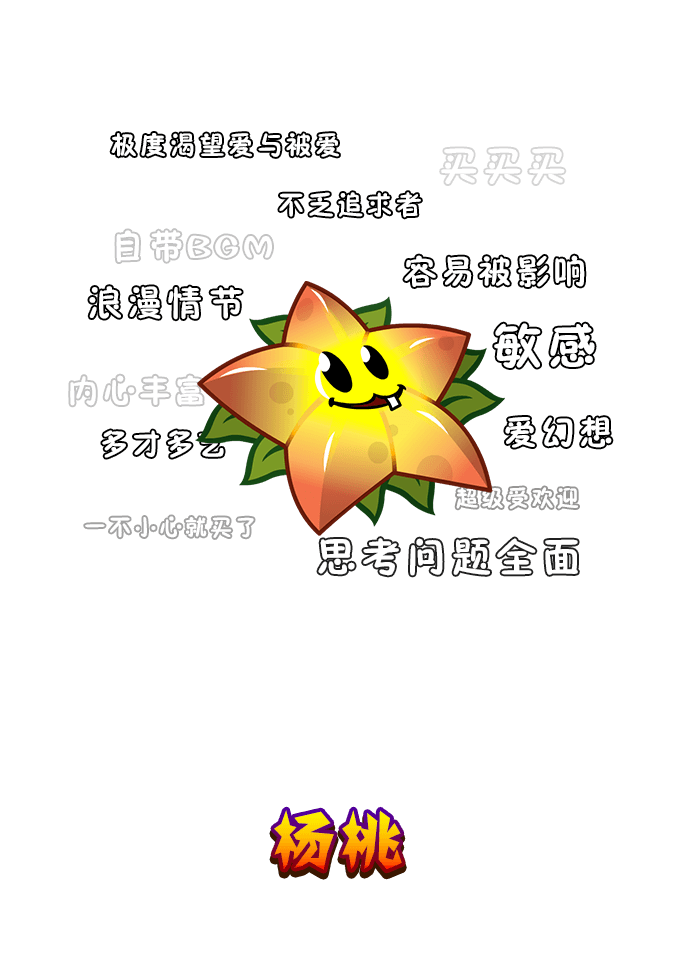 极度渴望爱与被爱
买买买
不乏追求者
自带BGM
容易被影响
浪漫情节
敏感
内心丰富
多才多艺
爱幻想
超级受欢迎
一不小心就买了
思考问题全面
杨桃